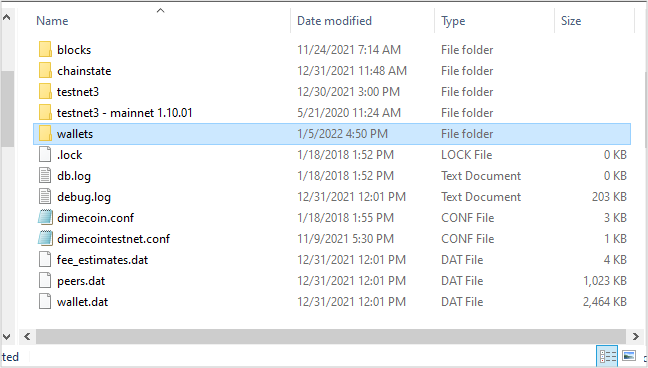 Name Date modified Type Size
blocks 11/24/2021 7:14 AM File folder
chainstate 12/31/2021 11:48 AM File folder
testnet3 12/30/2021 3:00 PM File folder
testnet3 - mainnet 1.10.01 5/21/2020 11:24 AM File folder
wallets 1/5/2022 4:50 PM File folder
.lock 1/18/2018 1:52 PM LOCK File 0 KB
db.log 1/18/2018 1:52 PM Text Document 0 KB
debug.log 12/31/2021 12:01 PM Text Document 203 KB
dimecoin.conf 1/18/2018 1:55 PM CONF File 3 KB
dimecointestnet.conf 11/9/2021 5:30 PM CONF File 1 KB
fee_estimates.dat 12/31/2021 12:01 PM DAT File 4 KB
peers.dat 12/31/2021 12:01 PM DAT File 1,023 KB
wallet.dat 12/31/2021 12:01 PM DAT File 2,464 KB
ted